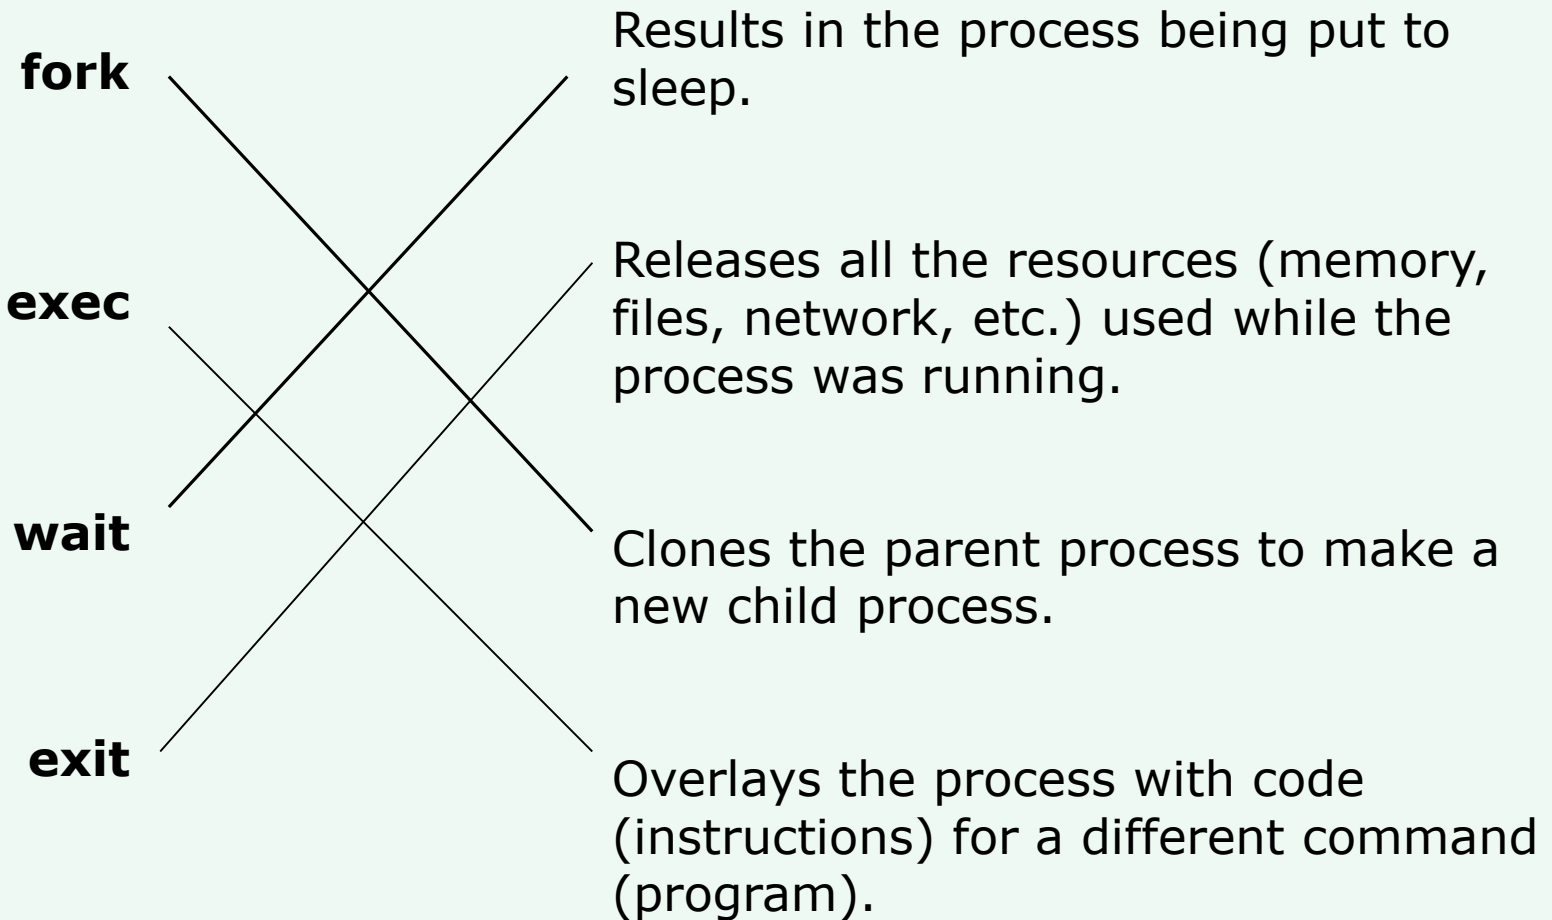 fork
exec
wait
exit
Results in the process being put to
sleep.
Releases all the resources (memory,
files, network, etc.) used while the
process was running.
Clones the parent process to make a
new child process.
Overlays the process with code
(instructions) for a different command
(program).